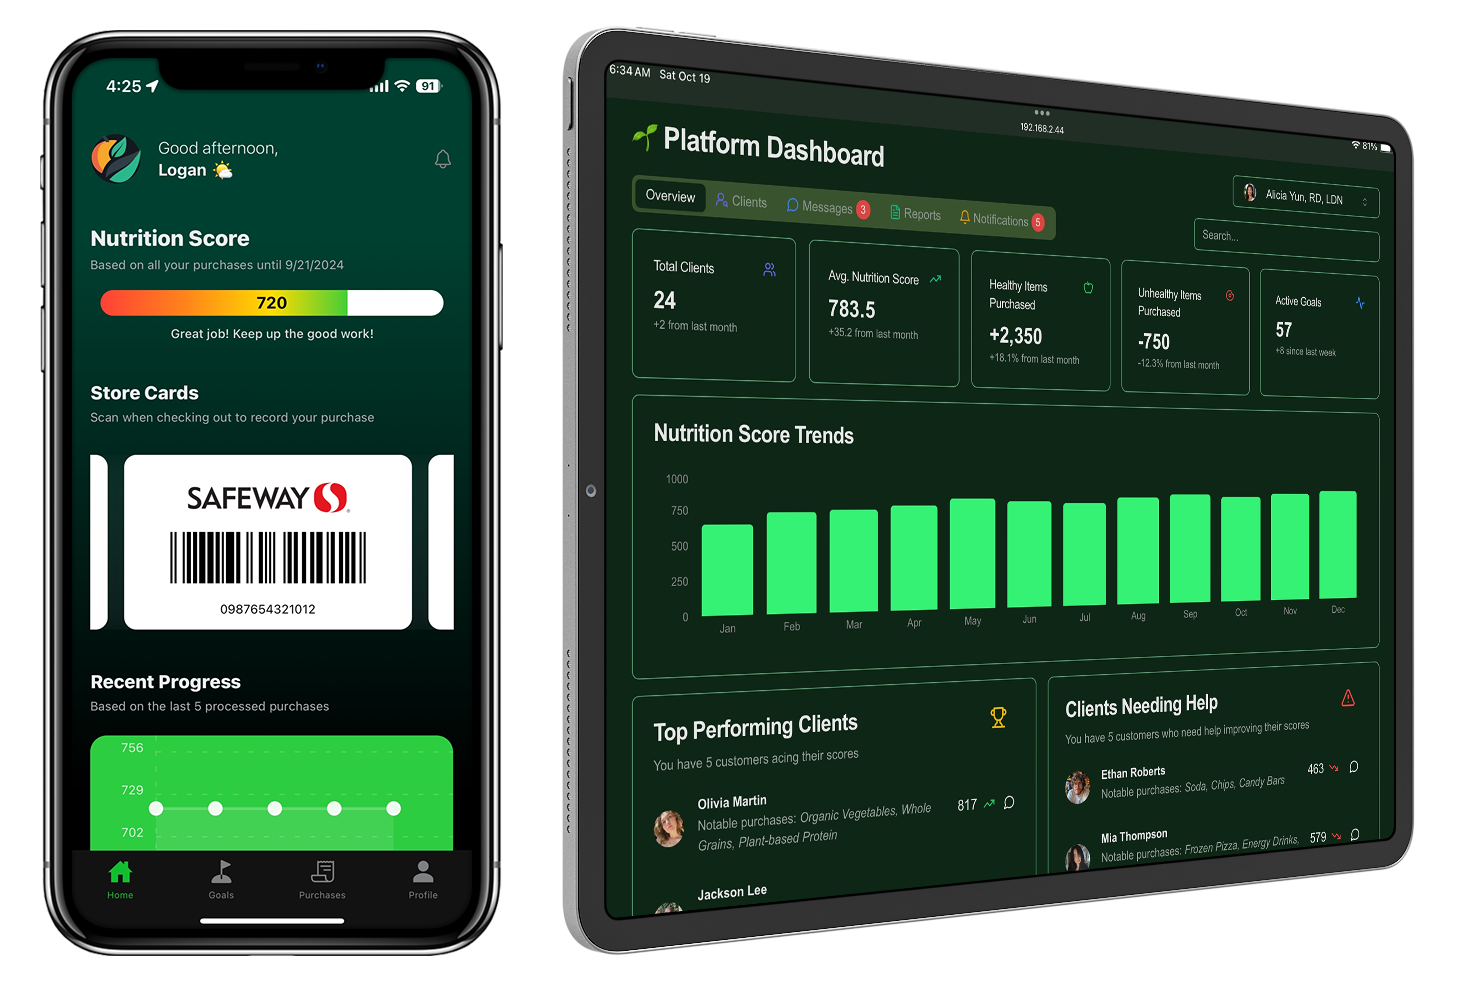 4:25
91
Good afternoon,
Logan
Nutrition Score
Based on all your purchases until 9/21/2024
720
Great job! Keep up the good work!
Store Cards
Scan when checking out to record your purchase
SAFEWAY
0987654321012
Recent Progress
Based on the last 5 processed purchases
756
729
702
Home
Goals
Purchases
Profile
6:34 AM Sat Oct 19
192.168.2.44
81%
Platform Dashboard
Alicia Yun, RD, LDN
Overview
Clients
Messages 3
Reports
Notifications 5
Search...
Total Clients
24
+2 from last month
Avg. Nutrition Score
783.5
+35.2 from last month
Healthy Items
Purchased
+2,350
+18.1% from last month
Unhealthy Items
Purchased
-750
-12.3% from last month
Active Goals
57
+8 since last week
Nutrition Score Trends
1000
750
500
250
0
Jan
Feb
Mar
Apr
May
Jun
Jul
Aug
Sep
Oct
Nov
Dec
Top Performing Clients
You have 5 customers acing their scores
Olivia Martin
Notable purchases: Organic Vegetables, Whole
Grains, Plant-based Protein
817
Jackson Lee
Clients Needing Help
You have 5 customers who need help improving their scores
Ethan Roberts
Notable purchases: Soda, Chips, Candy Bars
463
Mia Thompson
Notable purchases: Frozen Pizza, Energy Drinks,
579